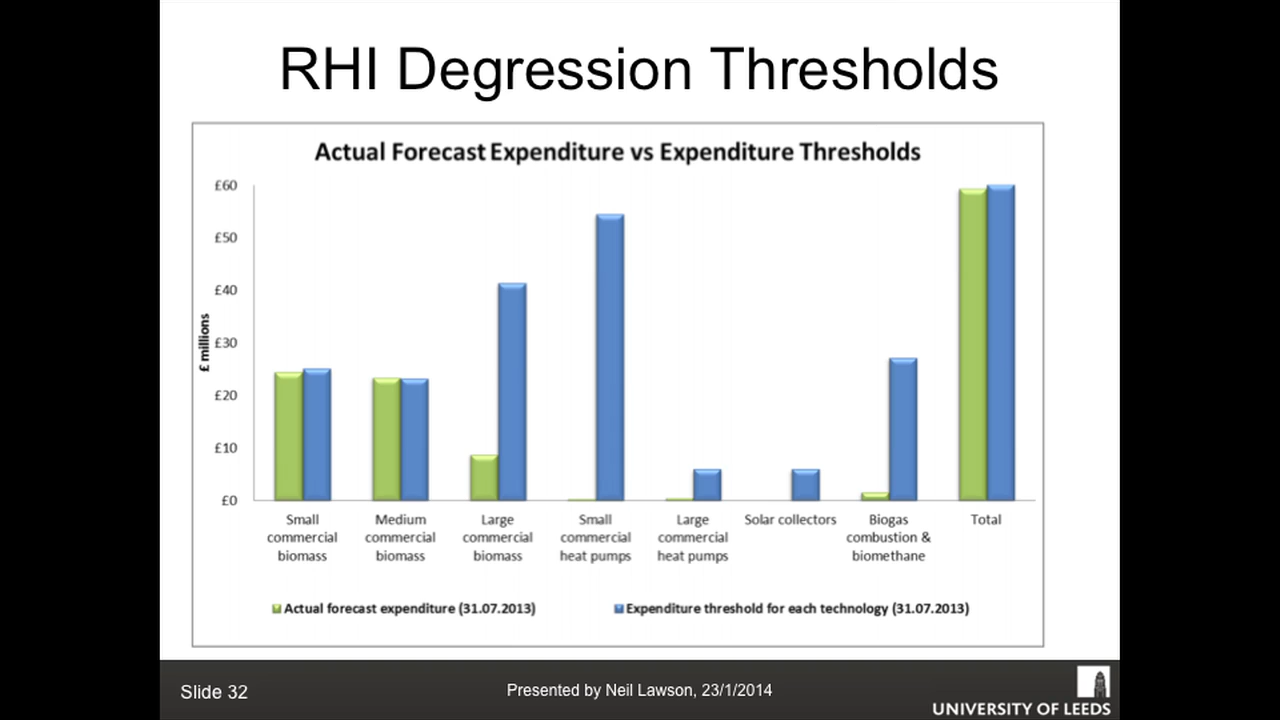 RHI Degression Thresholds
Actual Forecast Expenditure vs Expenditure Thresholds
£60
£50
£40
£30
£20
£10
£0
£ millions
Small
commercial
biomass
Medium
commercial
biomass
Large
commercial
biomass
Small
commercial
heat pumps
Large
commercial
heat pumps
Solar collectors
Biogas
combustion &
biomethane
Total
Actual forecast expenditure (31.07.2013)
Expenditure threshold for each technology (31.07.2013)
Slide 32
Presented by Neil Lawson, 23/1/2014
UNIVERSITY OF LEEDS